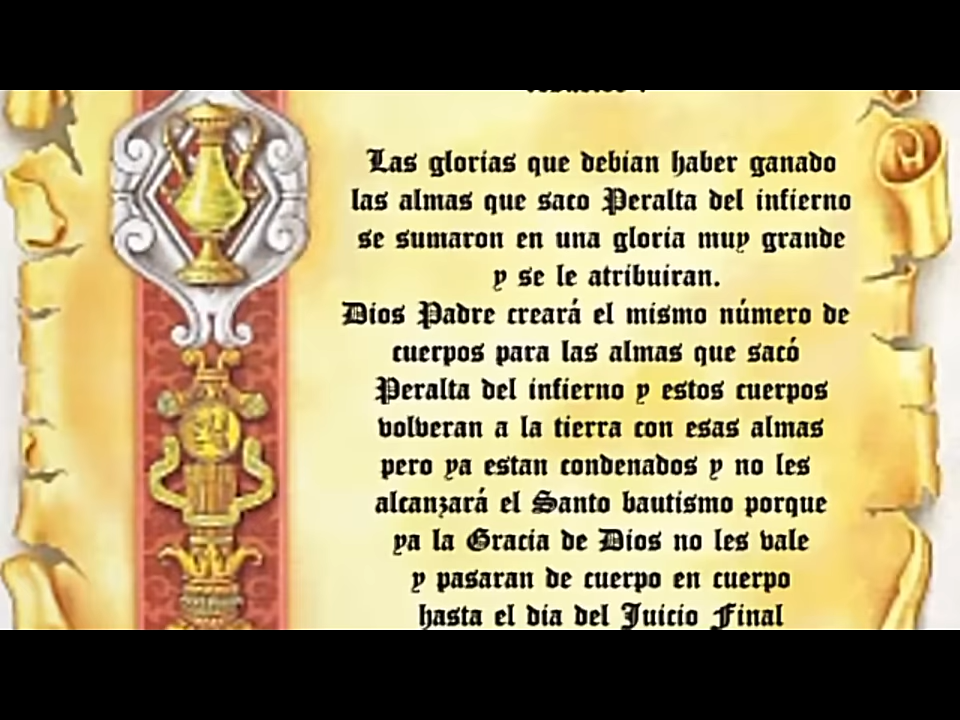 Las glorias que debian haber ganado
las almas que saco Peralta del infierno
se sumaron en una gloria muy grande
y se le atribuiran.
Dios Padre creará el mismo número de
cuerpos para las almas que sacó
Peralta del infierno y estos cuerpos
volveran a la tierra con esas almas
pero ya estan condenados y no les
alcanzará el Santo bautismo porque
ya la Gracia de Dios no les vale
y pasaran de cuerpo en cuerpo
hasta el dia del Juicio Final